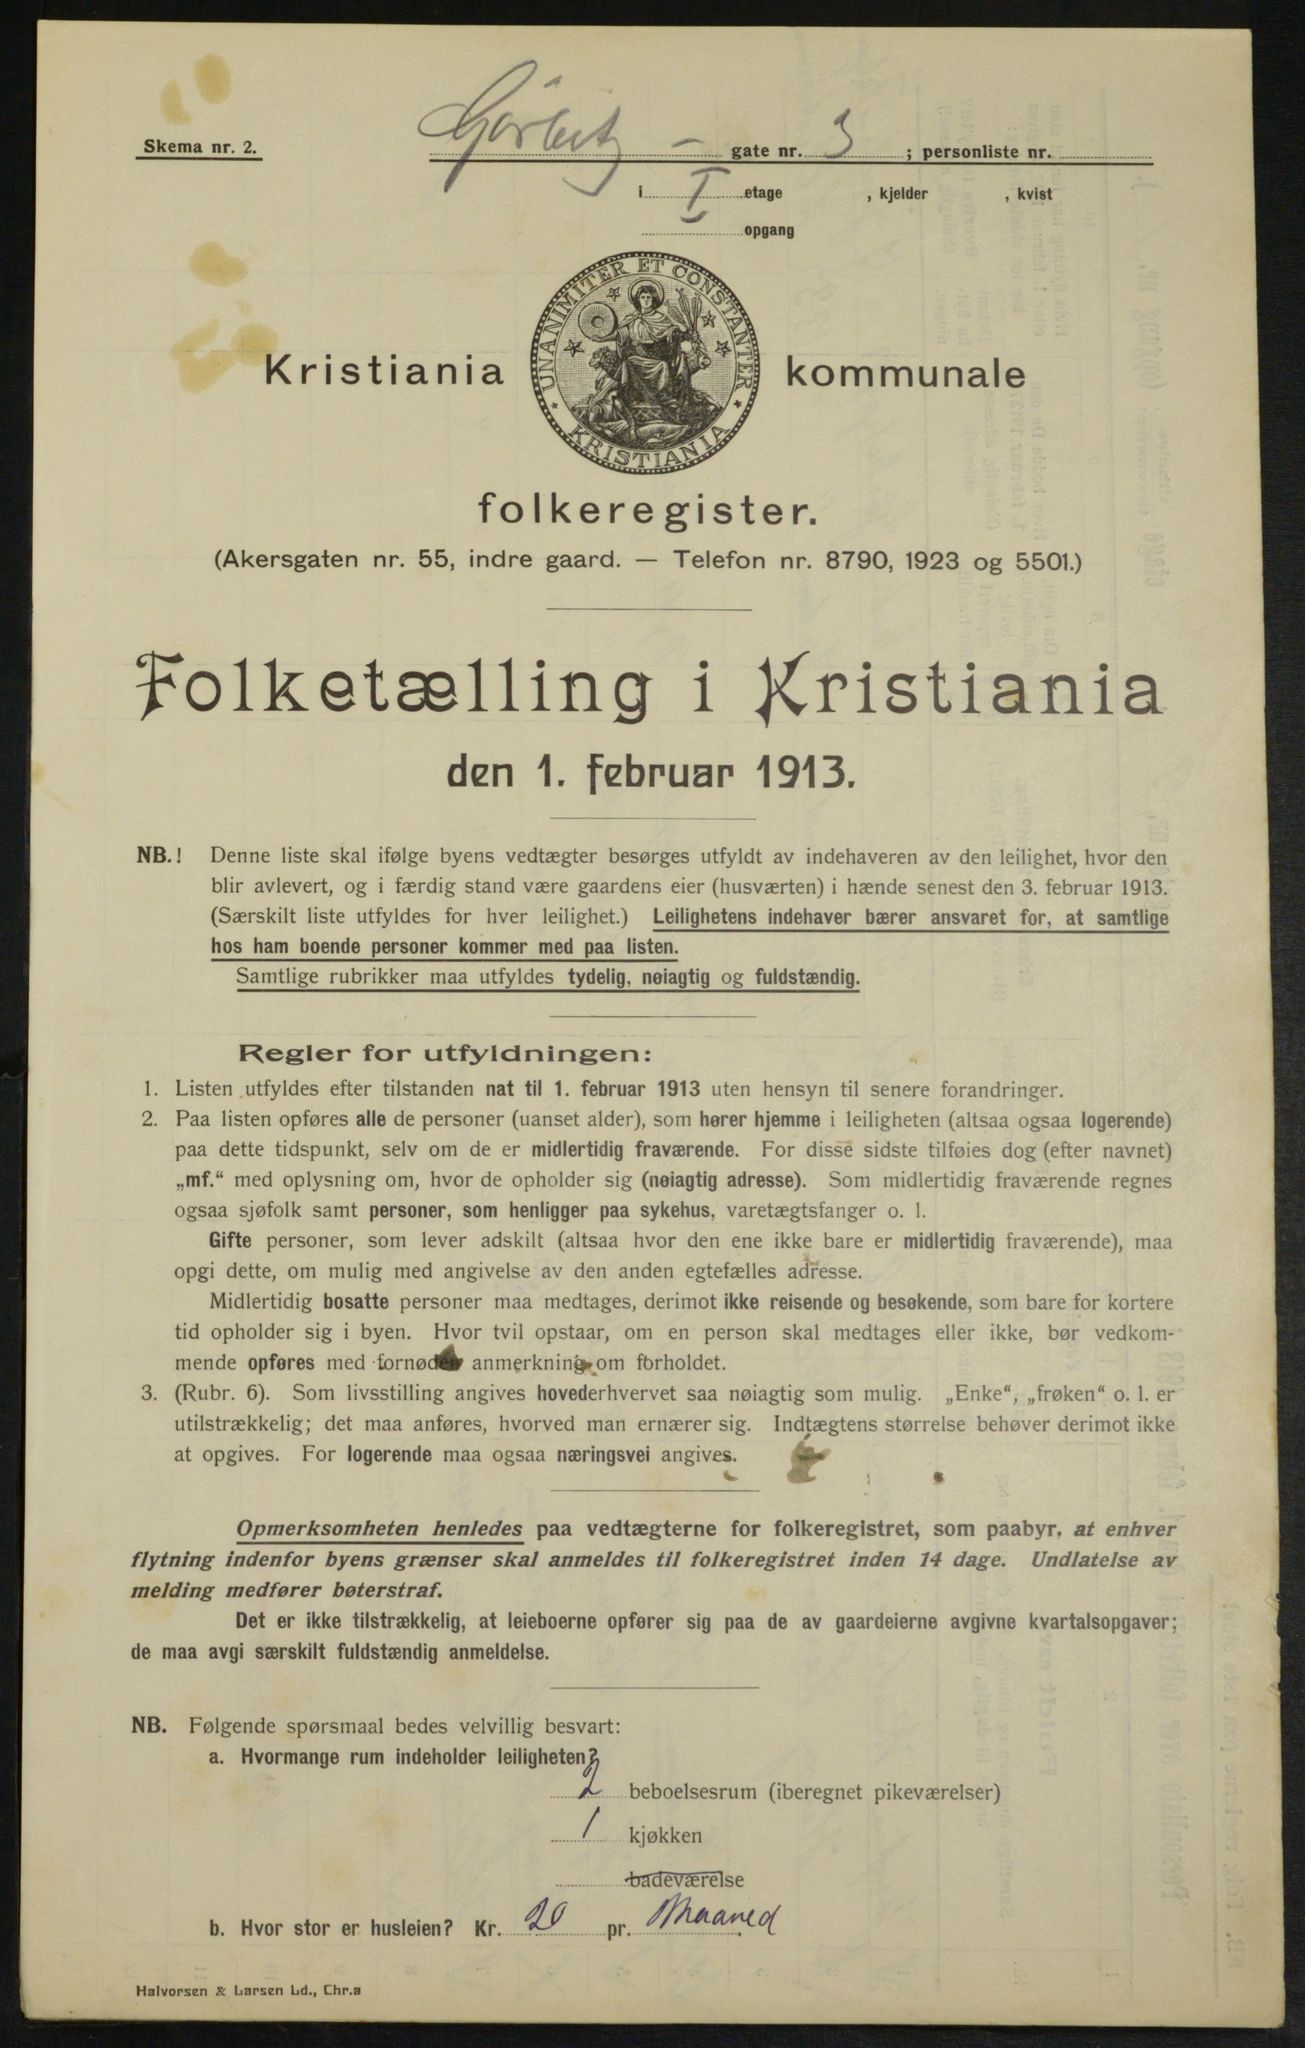 Skema nr. 2.
Gørbitz – gate nr. 3 ; personliste nr.
i I etage , kjelder , kvist
opgang
UNANIMITER ET CONSTANTER
KRISTIANIA
Kristiania kommunale
folkeregister.
(Akersgaten nr. 55, indre gaard. — Telefon nr. 8790, 1923 og 5501.)
Folketælling i Kristiania
den 1. februar 1913.
NB.! Denne liste skal ifølge byens vedtægter besørges utfyldt av indehaveren av den leilighet, hvor den
blir avlevert, og i færdig stand være gaardens eier (husværten) i hænde senest den 3. februar 1913.
(Særskilt liste utfyldes for hver leilighet.) Leilighetens indehaver bærer ansvaret for, at samtlige
hos ham boende personer kommer med paa listen.
Samtlige rubrikker maa utfyldes tydelig, nøiagtig og fuldstændig.
Regler for utfyldningen:
1. Listen utfyldes efter tilstanden nat til 1. februar 1913 uten hensyn til senere forandringer.
2. Paa listen opføres alle de personer (uanset alder), som hører hjemme i leiligheten (altsaa ogsaa logerende)
paa dette tidspunkt, selv om de er midlertidig fraværende. For disse sidste tilføies dog (efter navnet)
„mf.“ med oplysning om, hvor de opholder sig (nøiagtig adresse). Som midlertidig fraværende regnes
ogsaa sjøfolk samt personer, som henligger paa sykehus, varetægtsfanger o. l.
Gifte personer, som lever adskilt (altsaa hvor den ene ikke bare er midlertidig fraværende), maa
opgi dette, om mulig med angivelse av den anden egtefælles adresse.
Midlertidig bosatte personer maa medtages, derimot ikke reisende og besøkende, som bare for kortere
tid opholder sig i byen. Hvor tvil opstaar, om en person skal medtages eller ikke, bør vedkom-
mende opføres med fornøden anmerkning om forholdet.
3. (Rubr. 6). Som livsstilling angives hovederhvervet saa nøiagtig som mulig. „Enke“, „frøken“ o. l. er
utilstrækkelig; det maa anføres, hvorved man ernærer sig. Indtægtens størrelse behøver derimot ikke
at opgives. For logerende maa ogsaa næringsvei angives.
Opmerksomheten henledes paa vedtægterne for folkeregistret, som paabyr, at enhver
flytning indenfor byens grænser skal anmeldes til folkeregistret inden 14 dage. Undlatelse av
melding medfører bøterstraf.
Det er ikke tilstrækkelig, at leieboerne opfører sig paa de av gaardeierne avgivne kvartalsopgaver;
de maa avgi særskilt fuldstændig anmeldelse.
NB. Følgende spørsmaal bedes velvillig besvart:
a. Hvormange rum indeholder leiligheten?
2 beboelsesrum (iberegnet pikeværelser)
1 kjøkken
badeværelse
b. Hvor stor er husleien? Kr. 20 pr. Maaned
Halvorsen & Larsen Ld., Chr.a